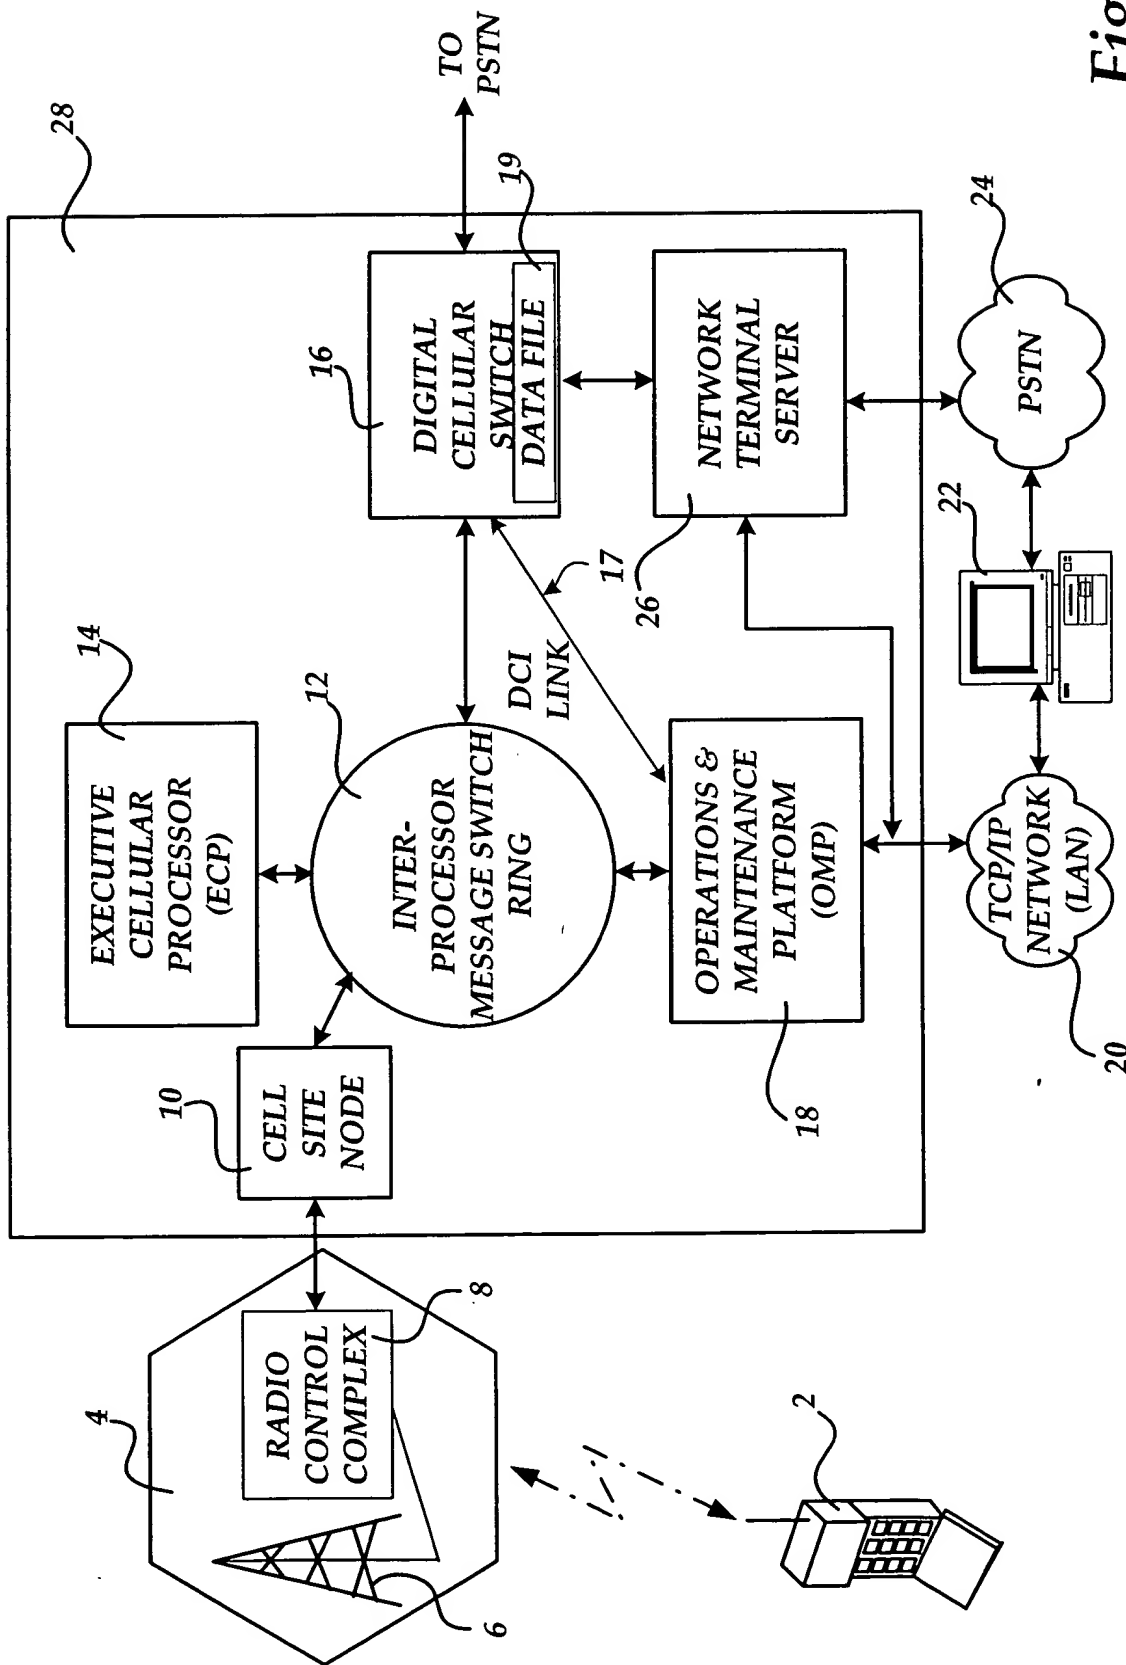 28
TO
PSTN
14
EXECUTIVE
CELLULAR
PROCESSOR
(ECP)
16
DIGITAL
CELLULAR
SWITCH
DATA FILE
19
10
CELL
SITE
NODE
12
INTER-
PROCESSOR
MESSAGE SWITCH
RING
DCI
LINK
17
4
RADIO
CONTROL
COMPLEX
8
6
OPERATIONS &
MAINTENANCE
PLATFORM
(OMP)
18
26
NETWORK
TERMINAL
SERVER
2
20
TCP/IP
NETWORK
(LAN)
22
24
PSTN
Fig